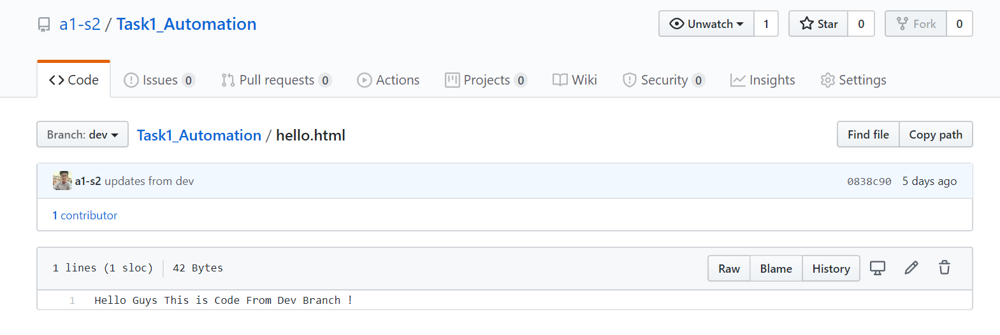 a1-s2 / Task1_Automation
Unwatch 1 Star 0 Fork 0
Code Issues 0 Pull requests 0 Actions Projects 0 Wiki Security 0 Insights Settings
Branch: dev Task1_Automation / hello.html Find file Copy path
a1-s2 updates from dev 0838c90 5 days ago
1 contributor
1 lines (1 sloc) 42 Bytes Raw Blame History
1 Hello Guys This is Code From Dev Branch !